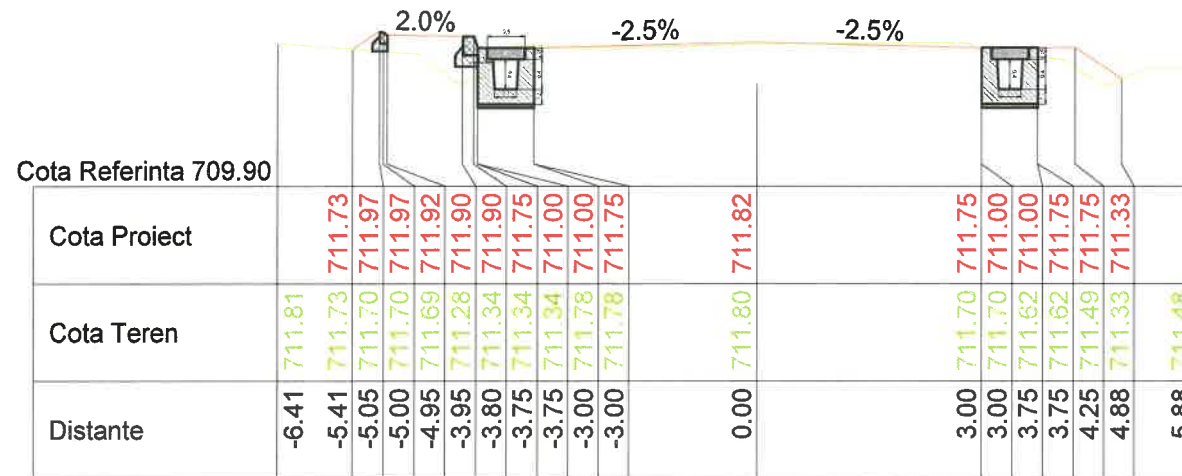 2.0%
-2.5%
-2.5%
Cota Referinta 709.90
Cota Proiect 711.73 711.97 711.97 711.92 711.90 711.90 711.75 711.00 711.00 711.75 711.82 711.75 711.00 711.00 711.75 711.75 711.33
Cota Teren 711.81 711.73 711.70 711.70 711.69 711.28 711.34 711.34 711.34 711.78 711.78 711.80 711.70 711.70 711.62 711.62 711.49 711.33 711.48
Distante -6.41 -5.41 -5.05 -5.00 -4.95 -3.95 -3.80 -3.75 -3.75 -3.00 -3.00 0.00 3.00 3.00 3.75 3.75 4.25 4.88 5.88